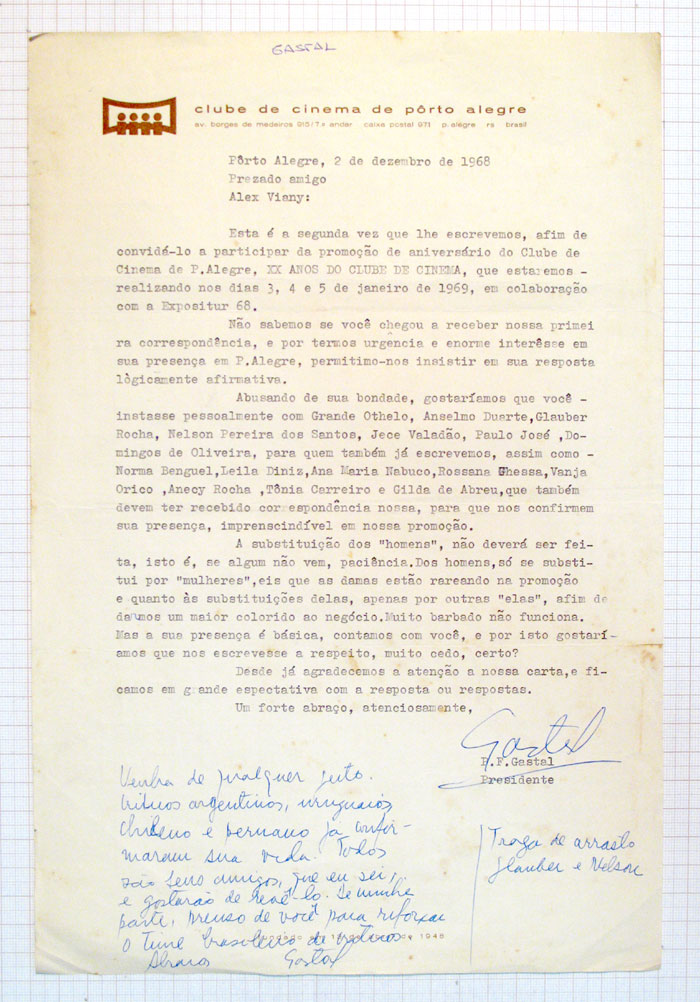 GASTAL
clube de cinema de pôrto alegre
av. borges de medeiros 915/7.º andar caixa postal 971 p. alegre rs brasil
Pôrto Alegre, 2 de dezembro de 1968
Prezado amigo
Alex Viany:
Esta é a segunda vez que lhe escrevemos, afim de
convidá-lo a participar da promoção de aniversário do Clube de
Cinema de P.Alegre, XX ANOS DO CLUBE DE CINEMA, que estaremos -
realizando nos dias 3, 4 e 5 de janeiro de 1969, em colaboração
com a Expositur 68.
Não sabemos se você chegou a receber nossa primei
ra correspondência, e por termos urgencia e enorme interêsse em
sua presença em P.Alegre, permitimo-nos insistir em sua resposta
lògicamente afirmativa.
Abusando de sua bondade, gostaríamos que você -
instasse pessoalmente com Grande Othelo, Anselmo Duarte,Glauber
Rocha, Nelson Pereira dos Santos, Jece Valadão, Paulo José ,Do-
mingos de Oliveira, para quem também já escrevemos, assim como -
Norma Benguel,Leila Diniz,Ana Maria Nabuco,Rossana Ghessa,Vanja
Orico ,Anecy Rocha ,Tânia Carreiro e Gilda de Abreu,que também
devem ter recebido correspondência nossa, para que nos confirmem
sua presença, imprenscindível em nossa promoção.
A substituição dos "homens", não deverá ser fei-
ta, isto é, se algum não vem, paciência.Dos homens,só se substi-
tui por "mulheres",eis que as damas estão rareando na promoção
e quanto às substituições delas, apenas por outras "elas", afim de
darmos um maior colorido ao negócio.Muito barbado não funciona.
Mas a sua presença é básica, contamos com você, e por isto gostarí-
amos que nos escrevesse a respeito, muito cedo, certo?
Desde já agradecemos a atenção a nossa carta,e fi-
camos em grande espectativa com a resposta ou respostas.
Um forte abraço, atenciosamente,
Gastal
P.F.Gastal
Presidente
Venha de qualquer jeito.
Críticos argentinos, uruguaios
chileno e peruano já confir-
maram sua vinda. Todos
são seus amigos, que eu sei,
e gostarão de revê-lo. De minha
parte, preciso de você para reforçar
o time brasileiro de críticos
de 1948
Abraços Gastal
Traga de arrasto
Glauber e Nelson